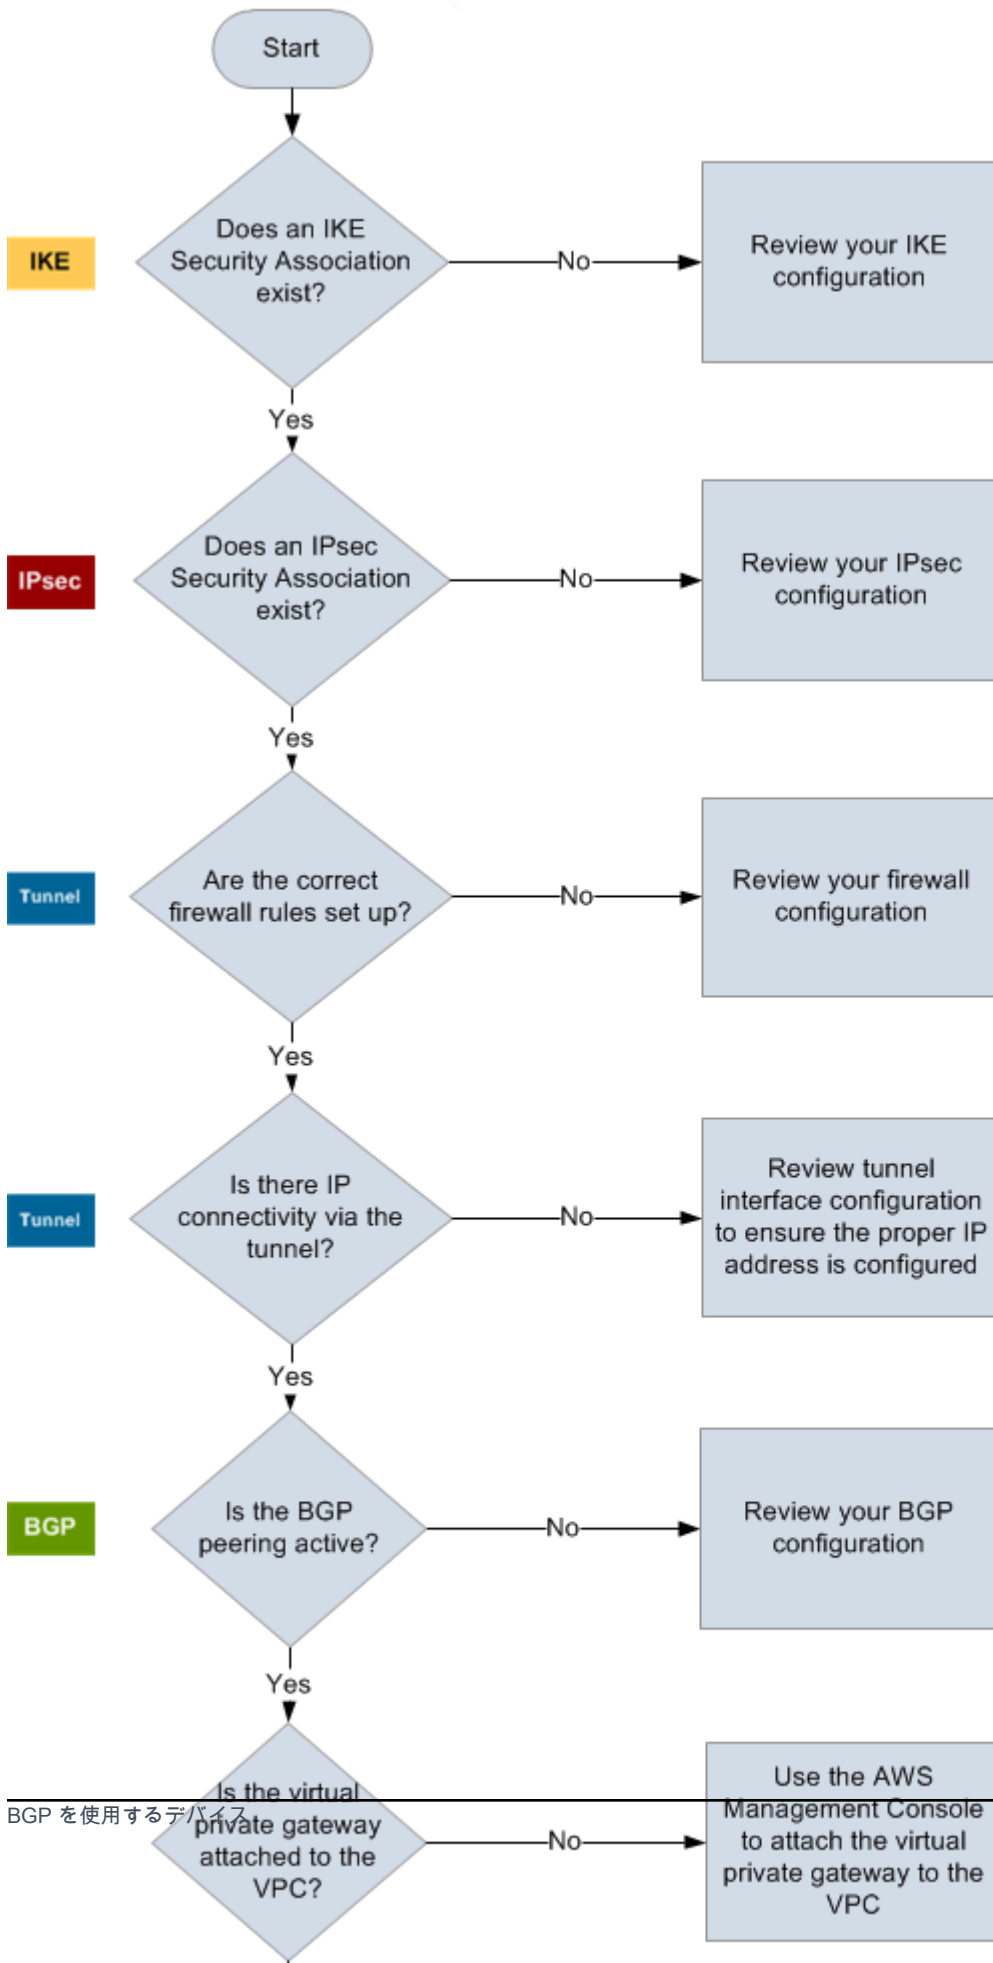 Start
IKE
Does an IKE
Security Association
exist?
No
Review your IKE
configuration
Yes
IPsec
Does an IPsec
Security Association
exist?
No
Review your IPsec
configuration
Yes
Tunnel
Are the correct
firewall rules set up?
No
Review your firewall
configuration
Yes
Tunnel
Is there IP
connectivity via the
tunnel?
No
Review tunnel
interface configuration
to ensure the proper IP
address is configured
Yes
BGP
Is the BGP
peering active?
No
Review your BGP
configuration
Yes
Is the virtual
private gateway
attached to the
VPC?
No
Use the AWS
Management Console
to attach the virtual
private gateway to the
VPC
BGP を使用するデバイス